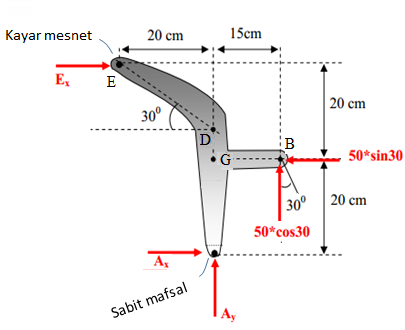 Kayar mesnet
20 cm
15cm
Eₓ
E
30⁰
20 cm
D
G
B
50*sin30
30⁰
20 cm
50*cos30
Aₓ
Sabit mafsal
Aᵧ